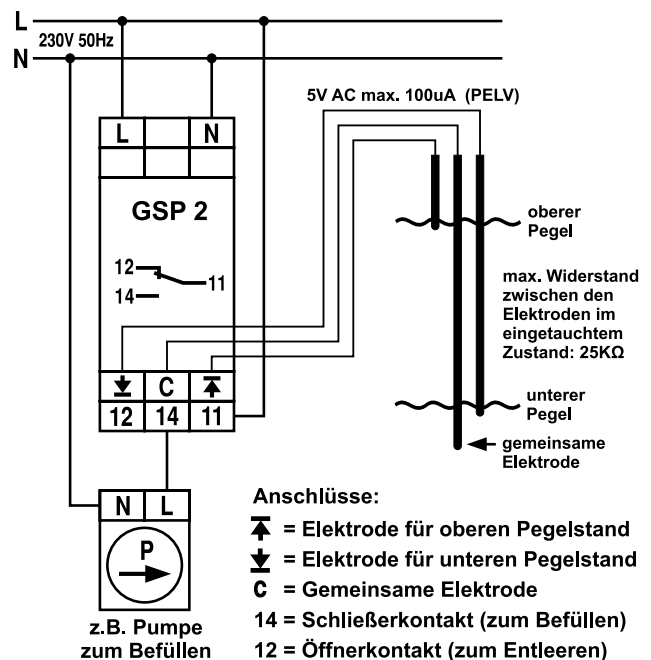 L
230V 50Hz
N
5V AC max. 100uA (PELV)
L N
GSP 2
12
11
14
C
12 14 11
oberer
Pegel
max. Widerstand
zwischen den
Elektroden im
eingetauchtem
Zustand: 25KΩ
unterer
Pegel
gemeinsame
Elektrode
N L
P
z.B. Pumpe
zum Befüllen
Anschlüsse:
= Elektrode für oberen Pegelstand
= Elektrode für unteren Pegelstand
C = Gemeinsame Elektrode
14 = Schließerkontakt (zum Befüllen)
12 = Öffnerkontakt (zum Entleeren)